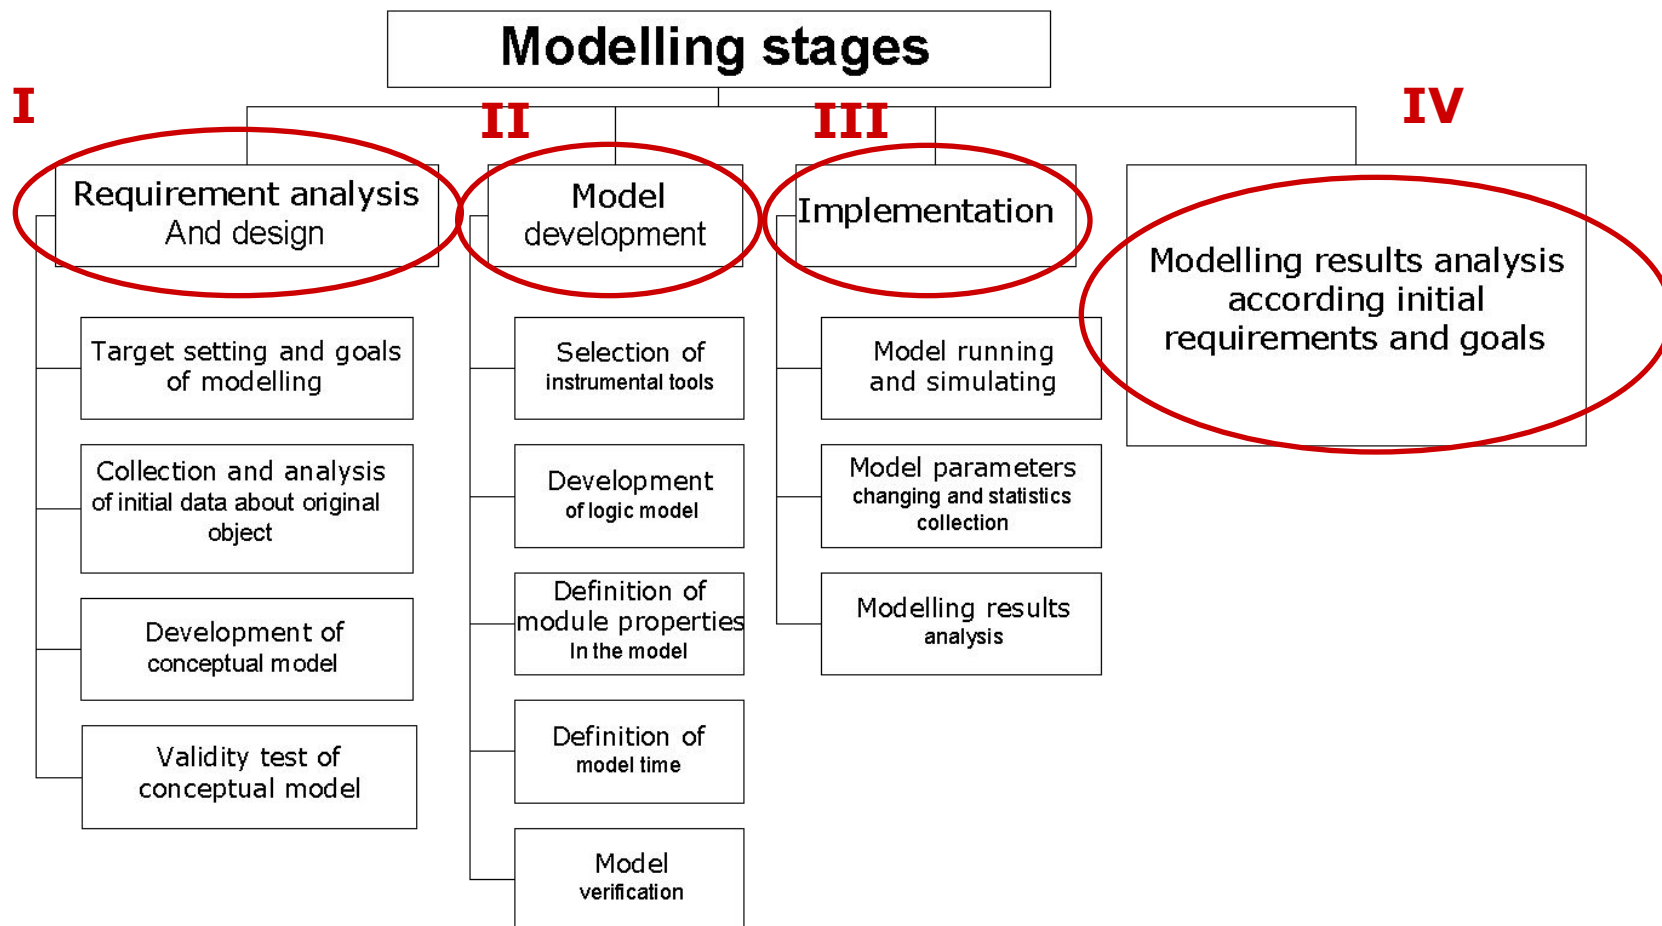 Modelling stages
I
II
III
IV
Requirement analysis
And design
Target setting and goals
of modelling
Collection and analysis
of initial data about original
object
Development of
conceptual model
Validity test of
conceptual model
Model
development
Selection of
instrumental tools
Development
of logic model
Definition of
module properties
In the model
Definition of
model time
Model
verification
Implementation
Model running
and simulating
Model parameters
changing and statistics
collection
Modelling results
analysis
Modelling results analysis
according initial
requirements and goals